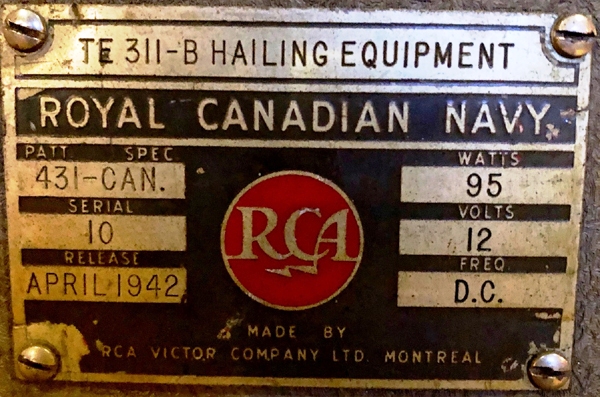 TE 311-B HAILING EQUIPMENT
ROYAL CANADIAN NAVY
PATT SPEC
431-CAN.
SERIAL
10
RELEASE
APRIL 1942
RCA
WATTS
95
VOLTS
12
FREQ
D.C.
MADE BY
RCA VICTOR COMPANY LTD. MONTREAL